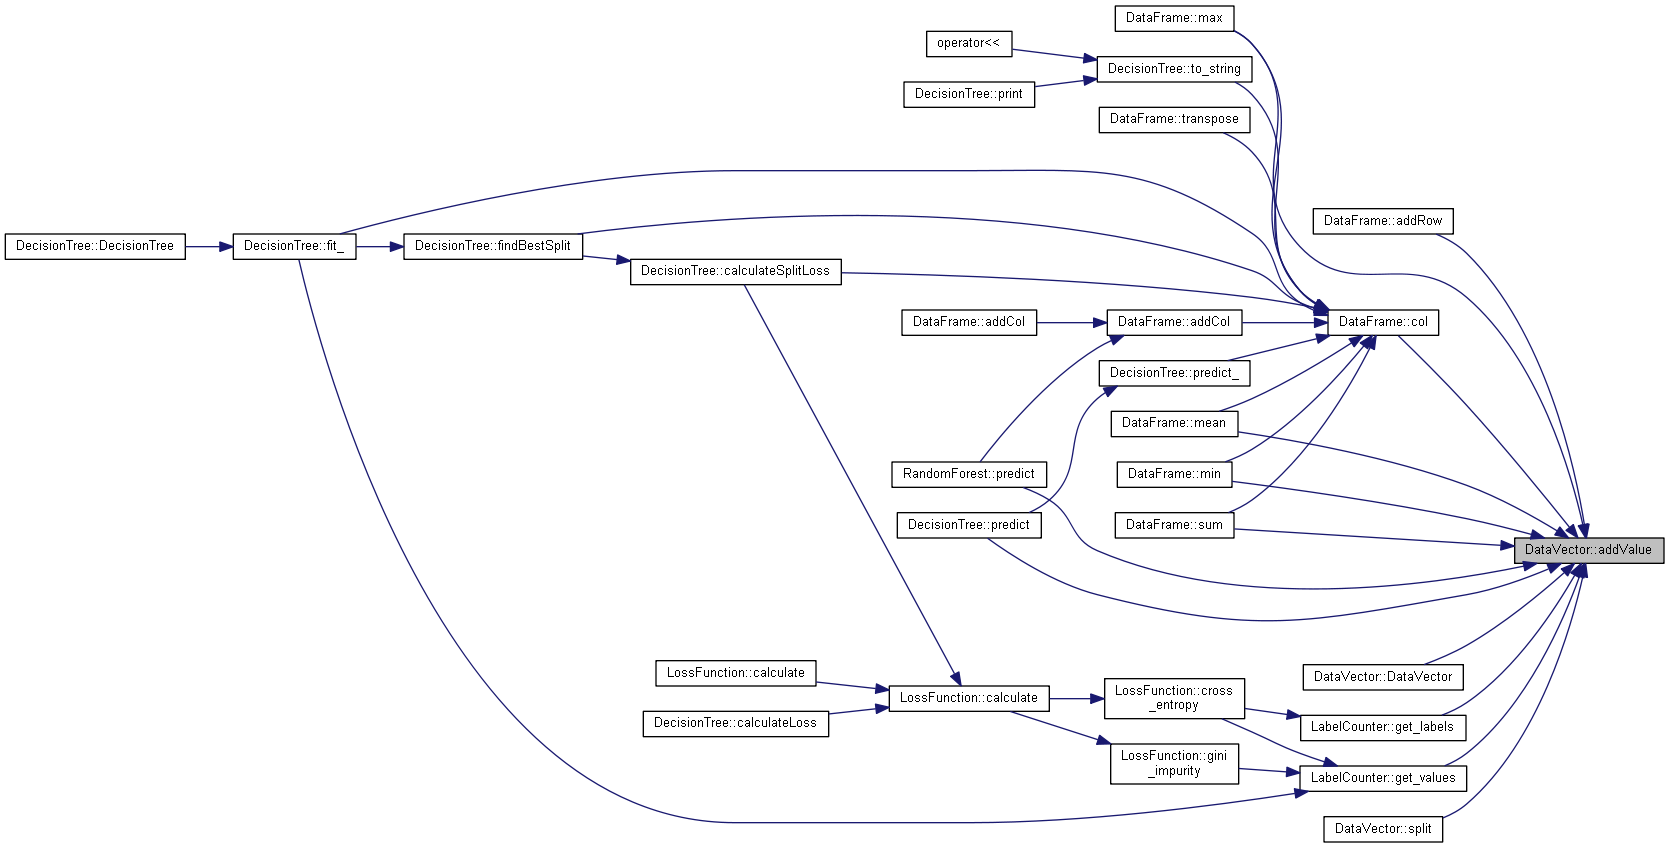 DataFrame::max
operator<<
DecisionTree::to_string
DecisionTree::print
DataFrame::transpose
DataFrame::addRow
DecisionTree::DecisionTree
DecisionTree::fit_
DecisionTree::findBestSplit
DecisionTree::calculateSplitLoss
DataFrame::addCol
DataFrame::addCol
DataFrame::col
DecisionTree::predict_
DataFrame::mean
RandomForest::predict
DataFrame::min
DecisionTree::predict
DataFrame::sum
DataVector::addValue
LossFunction::calculate
DataVector::DataVector
LossFunction::calculate
LossFunction::cross
_entropy
DecisionTree::calculateLoss
LabelCounter::get_labels
LossFunction::gini
_impurity
LabelCounter::get_values
DataVector::split